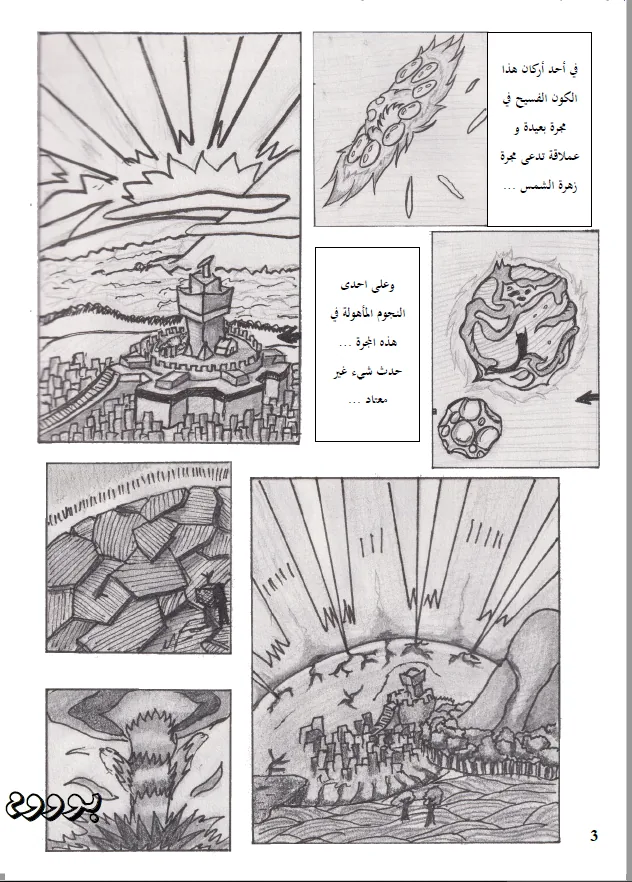 في أحد أركان هذا
الكون الفسيح في
مجرة بعيدة و
عملاقة تدعى مجرة
زهرة الشمس ...
وعلى احدى
النجوم المأهولة في
هذه المجرة ...
حدث شيء غير
معتاد ...
بوووم
3